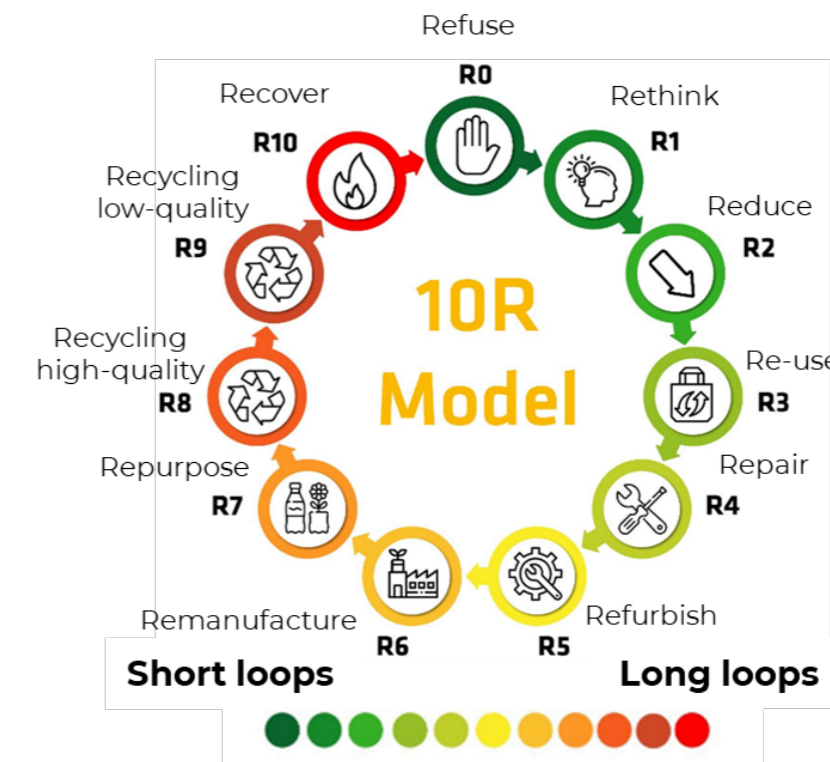 Refuse
R0
Rethink
R1
Reduce
R2
Re-use
R3
Repair
R4
Refurbish
R5
Remanufacture
R6
Repurpose
R7
Recycling
high-quality
R8
Recycling
low-quality
R9
Recover
R10
10R
Model
Short loops
Long loops